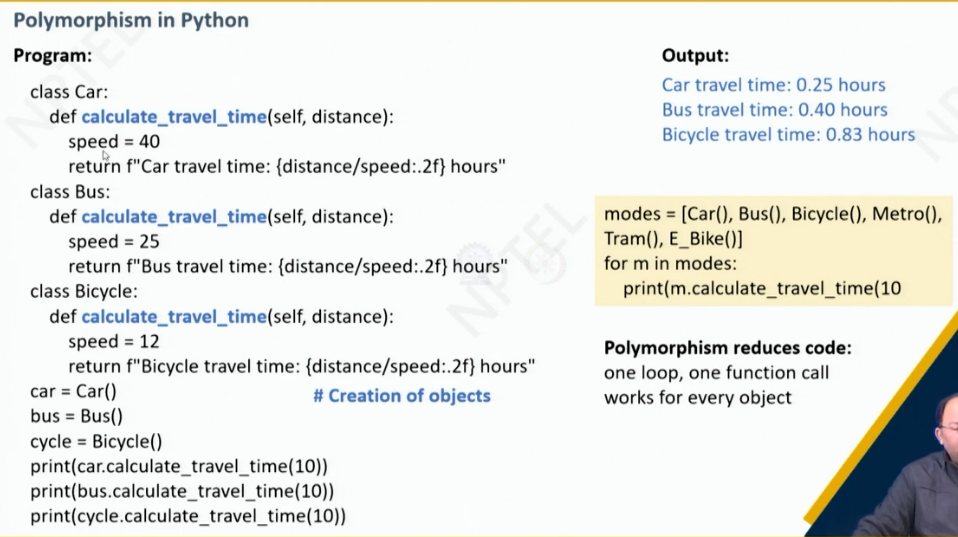 Polymorphism in Python
Program:
class Car:
def calculate_travel_time(self, distance):
speed = 40
return f"Car travel time: {distance/speed:.2f} hours"
class Bus:
def calculate_travel_time(self, distance):
speed = 25
return f"Bus travel time: {distance/speed:.2f} hours"
class Bicycle:
def calculate_travel_time(self, distance):
speed = 12
return f"Bicycle travel time: {distance/speed:.2f} hours"
car = Car()
# Creation of objects
bus = Bus()
cycle = Bicycle()
print(car.calculate_travel_time(10))
print(bus.calculate_travel_time(10))
print(cycle.calculate_travel_time(10))
Output:
Car travel time: 0.25 hours
Bus travel time: 0.40 hours
Bicycle travel time: 0.83 hours
modes = [Car(), Bus(), Bicycle(), Metro(),
Tram(), E_Bike()]
for m in modes:
print(m.calculate_travel_time(10
Polymorphism reduces code:
one loop, one function call
works for every object
NPTEL
NPTEL